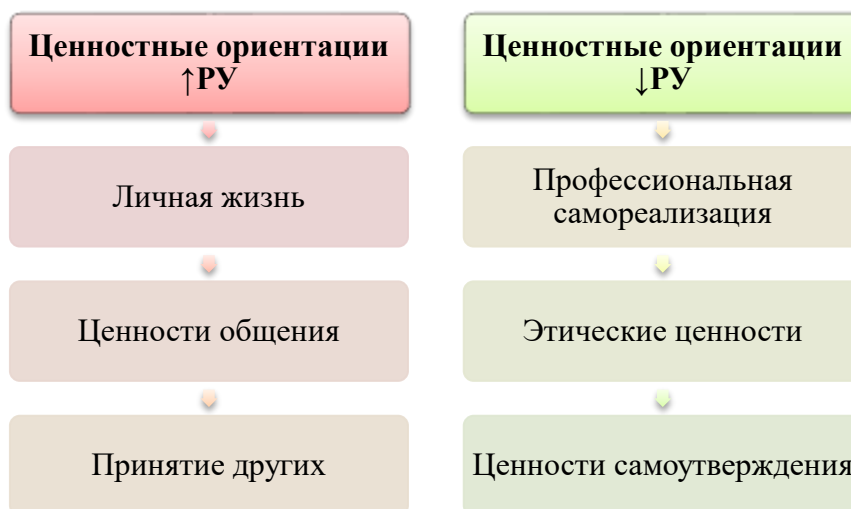 Ценностные ориентации
↑РУ
Личная жизнь
Ценности общения
Принятие других
Ценностные ориентации
↓РУ
Профессиональная
самореализация
Этические ценности
Ценности самоутверждения